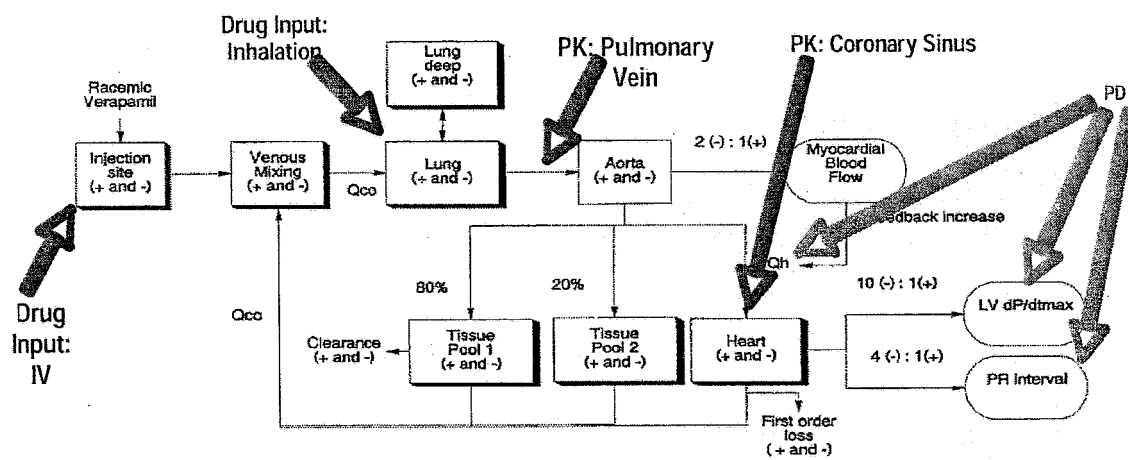 Drug Input:
Inhalation
Lung
deep
(+ and -)
PK: Pulmonary
Vein
PK: Coronary Sinus
PD
Racemic
Verapamil
Injection
site
(+ and -)
Venous
Mixing
(+ and -)
Qco
Lung
(+ and -)
Aorta
(+ and -)
2 (-) : 1(+)
Myocardial
Blood
Flow
edback increase
Qh
Drug
Input:
IV
Qco
80%
20%
10 (-) : 1(+)
LV dP/dtmax
Clearance
(+ and -)
Tissue
Pool 1
(+ and -)
Tissue
Pool 2
(+ and -)
Heart
(+ and -)
4 (-) : 1(+)
PR interval
First order
loss
(+ and -)